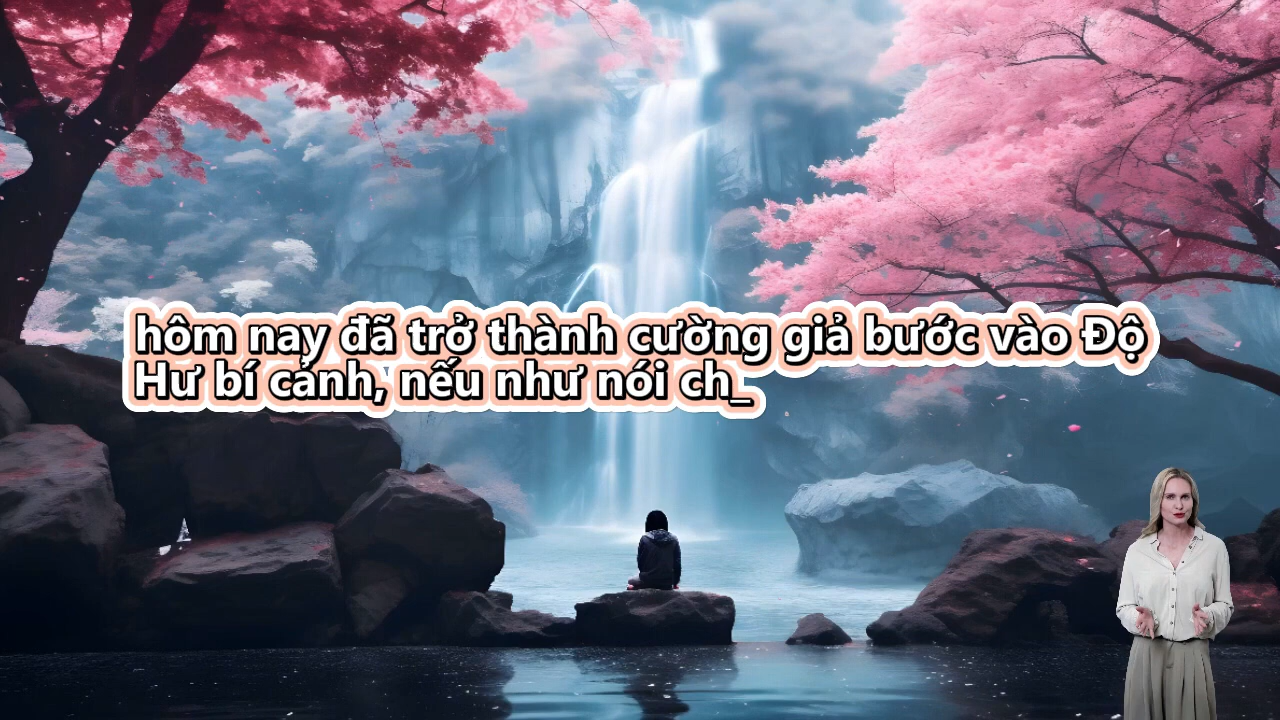 hôm nay đã trở thành cường giả bước vào Độ
Hư bí cảnh, nếu như nói ch_